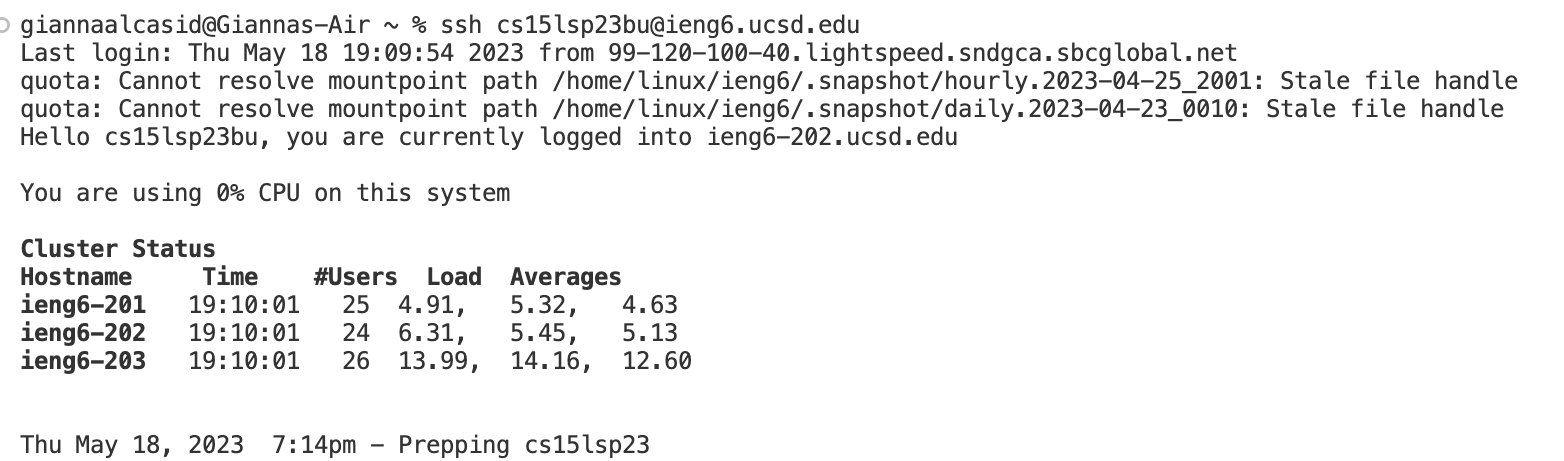 giannaalcasid@Giannas-Air ~ % ssh cs15lsp23bu@ieng6.ucsd.edu
Last login: Thu May 18 19:09:54 2023 from 99-120-100-40.lightspeed.sndgca.sbcglobal.net
quota: Cannot resolve mountpoint path /home/linux/ieng6/.snapshot/hourly.2023-04-25_2001: Stale file handle
quota: Cannot resolve mountpoint path /home/linux/ieng6/.snapshot/daily.2023-04-23_0010: Stale file handle
Hello cs15lsp23bu, you are currently logged into ieng6-202.ucsd.edu
You are using 0% CPU on this system
Cluster Status
Hostname     Time    #Users  Load  Averages
ieng6-201   19:10:01   25  4.91,   5.32,   4.63
ieng6-202   19:10:01   24  6.31,   5.45,   5.13
ieng6-203   19:10:01   26  13.99,  14.16,  12.60
Thu May 18, 2023  7:14pm - Prepping cs15lsp23